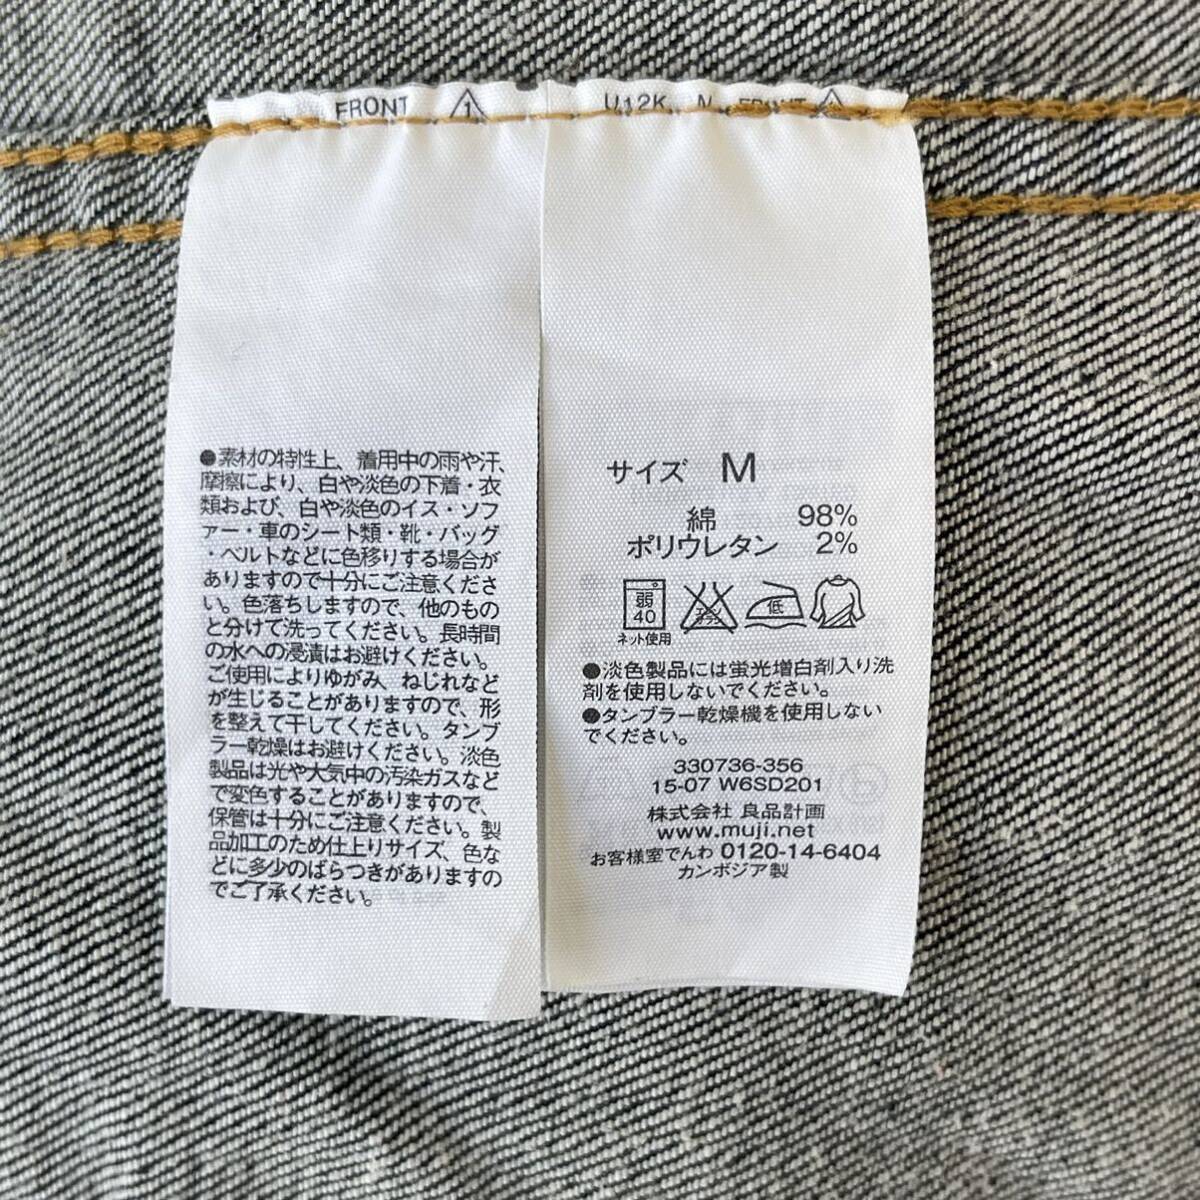 FRONT
●素材の特性上、着用中の雨や汗、
摩擦により、白や淡色の下着・衣
類および、白や淡色のイス・ソフ
ァー・車のシート類・靴・バッグ
・ベルトなどに色移りする場合が
ありますので十分にご注意くださ
い。色落ちしますので、他のもの
と分けて洗ってください。長時間
の水への浸漬はお避けください。
ご使用によりゆがみ、ねじれなど
が生じることがありますので、形
を整えて干してください。タンブ
ラー乾燥はお避けください。淡色
製品は光や大気中の汚染ガスなど
で変色することがありますので、
保管は十分にご注意ください。製
品加工のため仕上りサイズ、色な
どに多少のばらつきがありますの
でご了承ください。
U12K FRONT
サイズ M
綿 98%
ポリウレタン 2%
弱
40
低
ネット使用
●淡色製品には蛍光増白剤入り洗
剤を使用しないでください。
●タンブラー乾燥機を使用しない
でください。
330736-356
15-07 W6SD201
株式会社 良品計画
www.muji.net
お客様室でんわ 0120-14-6404
カンボジア製